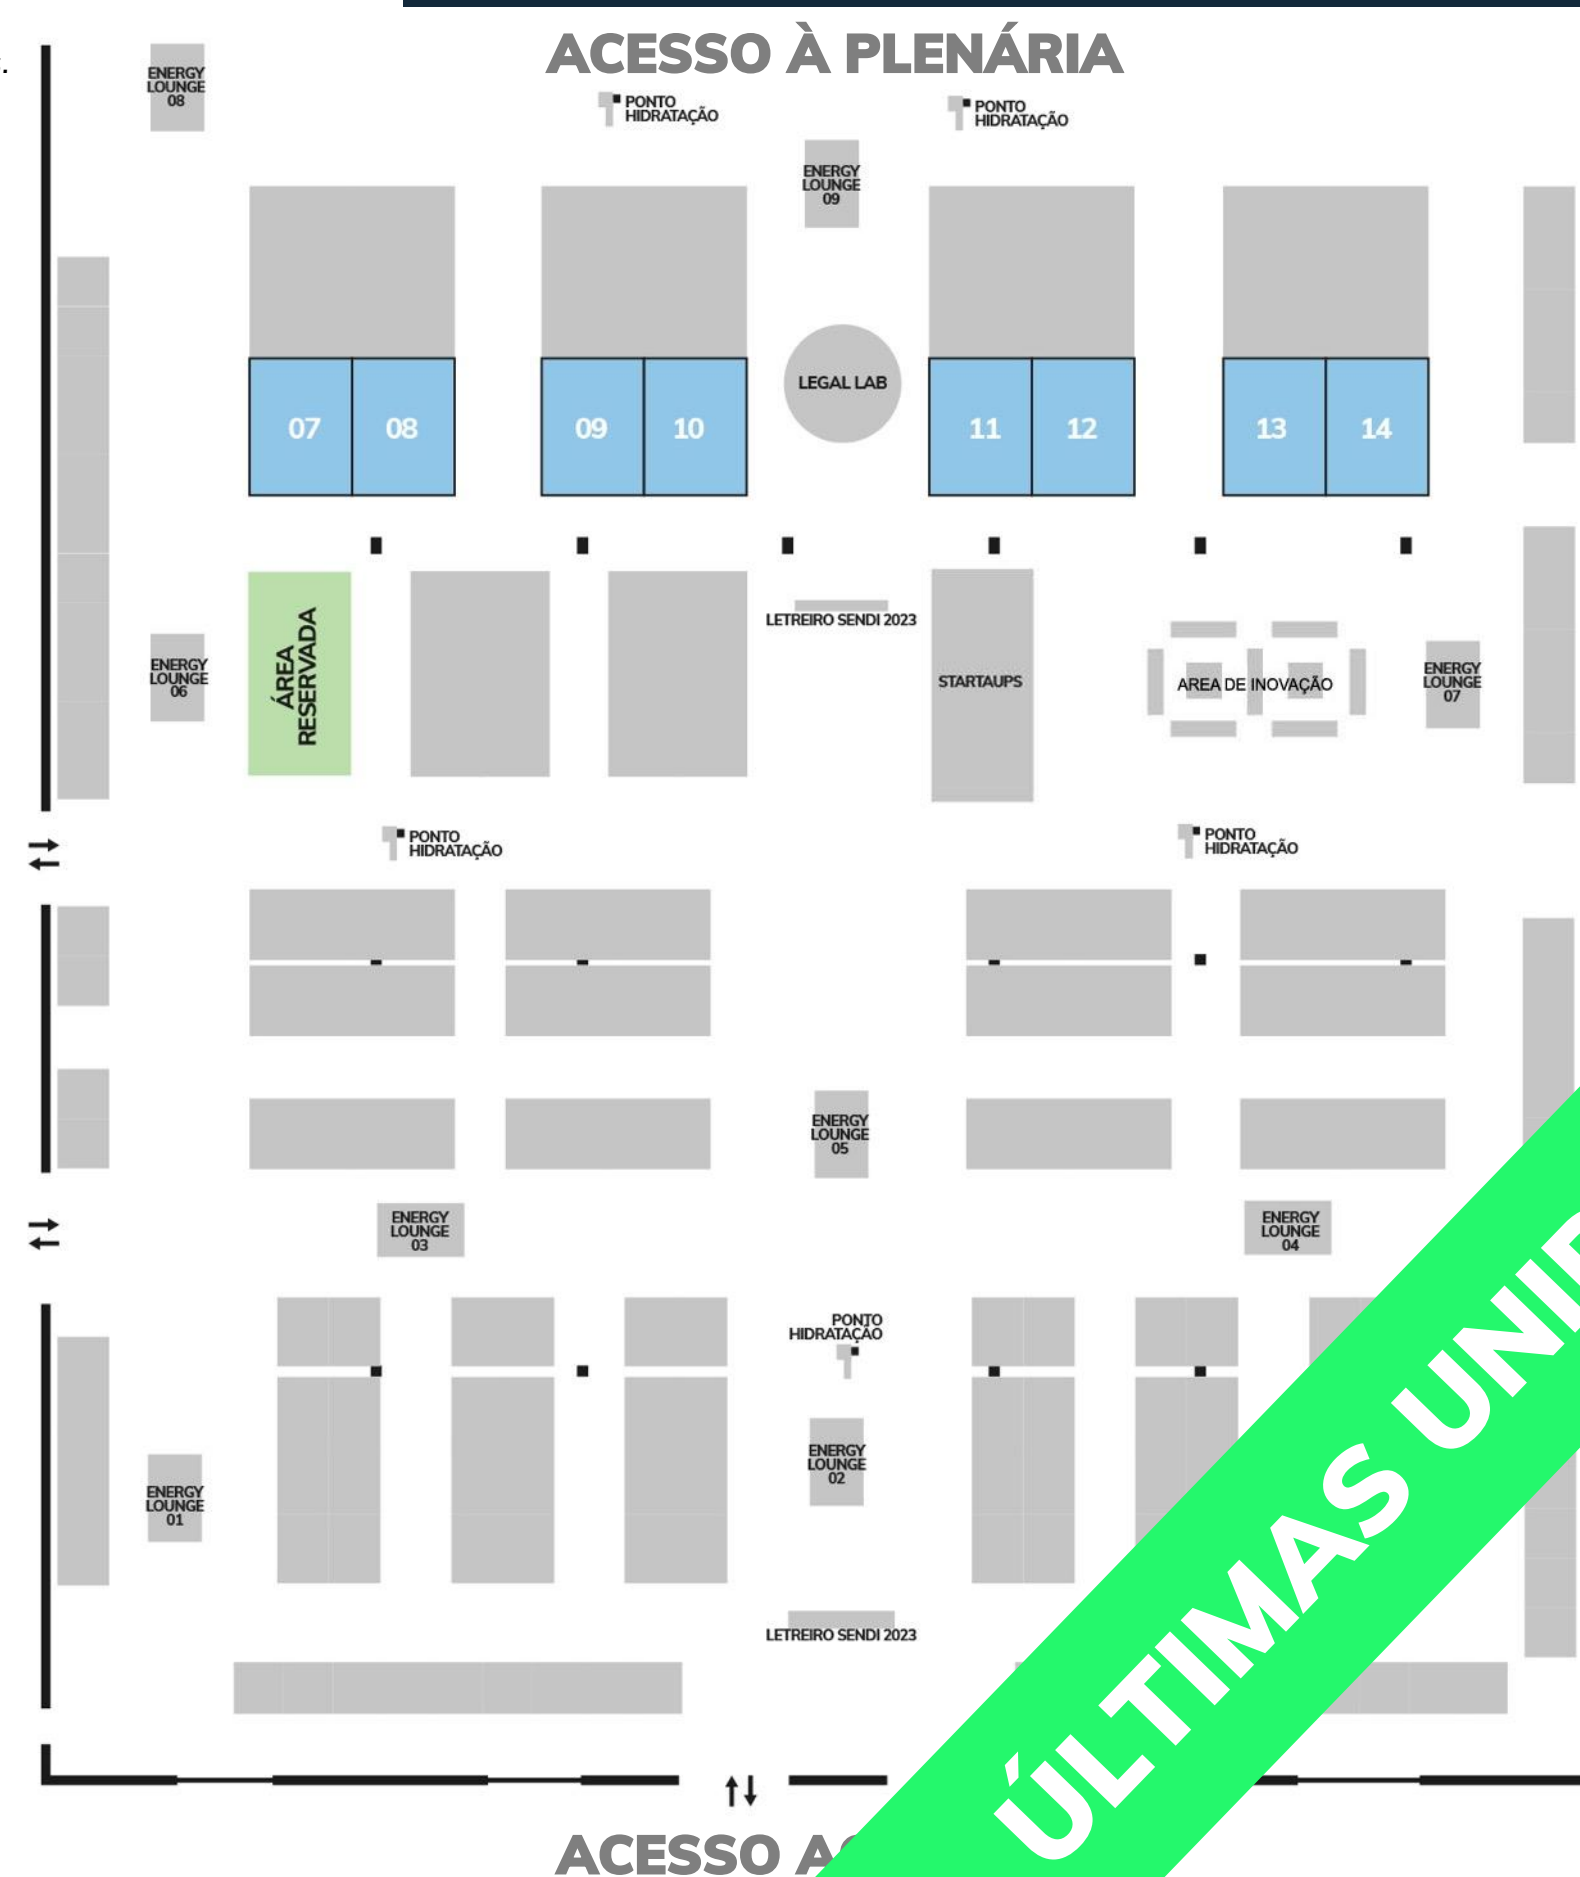 ACESSO À PLENÁRIA
ENERGY
LOUNGE
08
PONTO
HIDRATAÇÃO
PONTO
HIDRATAÇÃO
ENERGY
LOUNGE
09
LEGAL LAB
07
08
09
10
11
12
13
14
LETREIRO SENDI 2023
ÁREA
RESERVADA
ENERGY
LOUNGE
06
STARTAUPS
AREA DE INOVAÇÃO
ENERGY
LOUNGE
07
PONTO
HIDRATAÇÃO
PONTO
HIDRATAÇÃO
ENERGY
LOUNGE
05
ENERGY
LOUNGE
03
ENERGY
LOUNGE
04
PONTO
HIDRATAÇÃO
ENERGY
LOUNGE
02
ENERGY
LOUNGE
01
LETREIRO SENDI 2023
ÚLTIMAS
ACESSO